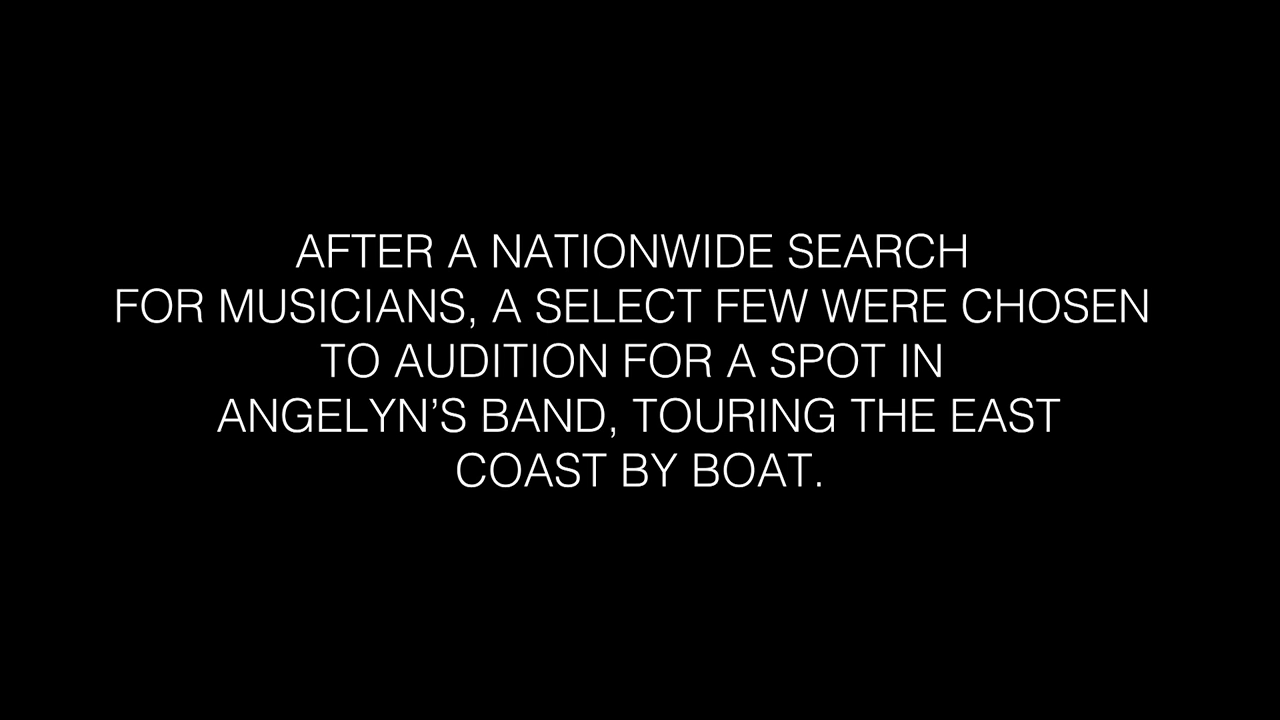 AFTER A NATIONWIDE SEARCH
FOR MUSICIANS, A SELECT FEW WERE CHOSEN
TO AUDITION FOR A SPOT IN
ANGELYN’S BAND, TOURING THE EAST
COAST BY BOAT.